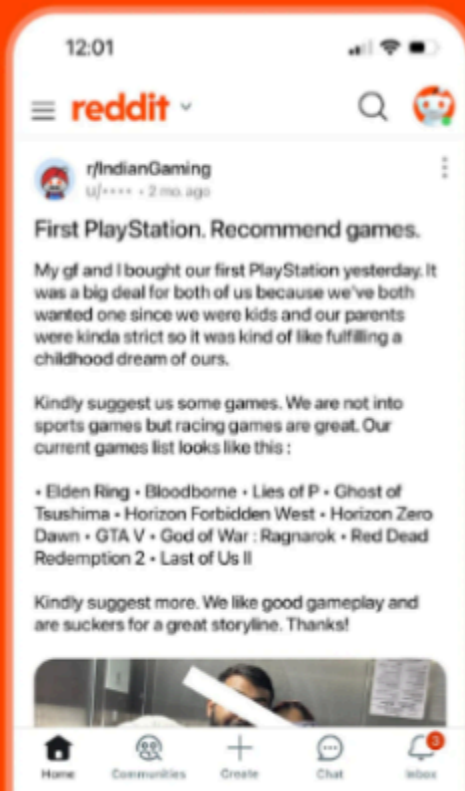 12:01
reddit
r/IndianGaming
u/•••• • 2 mo. ago
First PlayStation. Recommend games.
My gf and I bought our first PlayStation yesterday. It
was a big deal for both of us because we've both
wanted one since we were kids and our parents
were kinda strict so it was kind of like fulfilling a
childhood dream of ours.
Kindly suggest us some games. We are not into
sports games but racing games are great. Our
current games list looks like this :
• Elden Ring • Bloodborne • Lies of P • Ghost of
Tsushima • Horizon Forbidden West • Horizon Zero
Dawn • GTA V • God of War : Ragnarok • Red Dead
Redemption 2 • Last of Us II
Kindly suggest more. We like good gameplay and
are suckers for a great storyline. Thanks!
3
Home Communities Create Chat Inbox